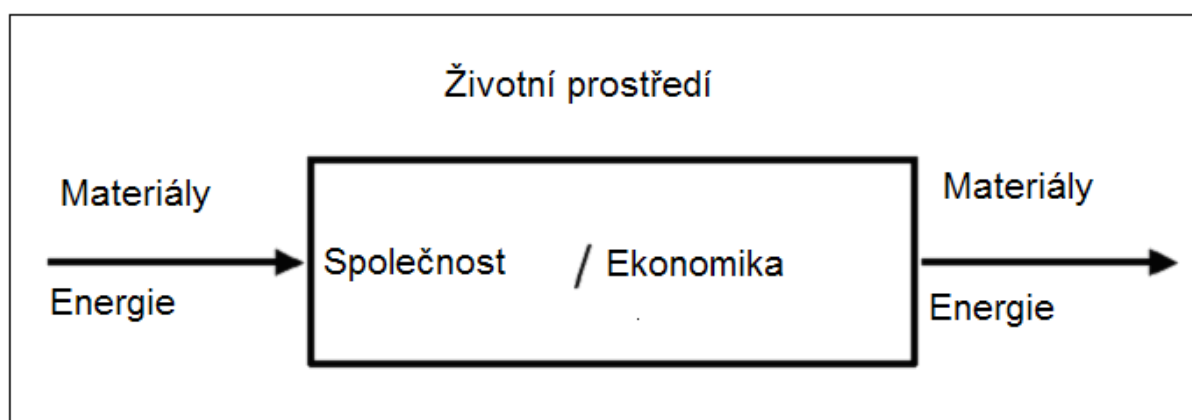 Životní prostředí
Materiály
Energie
Společnost / Ekonomika
Materiály
Energie